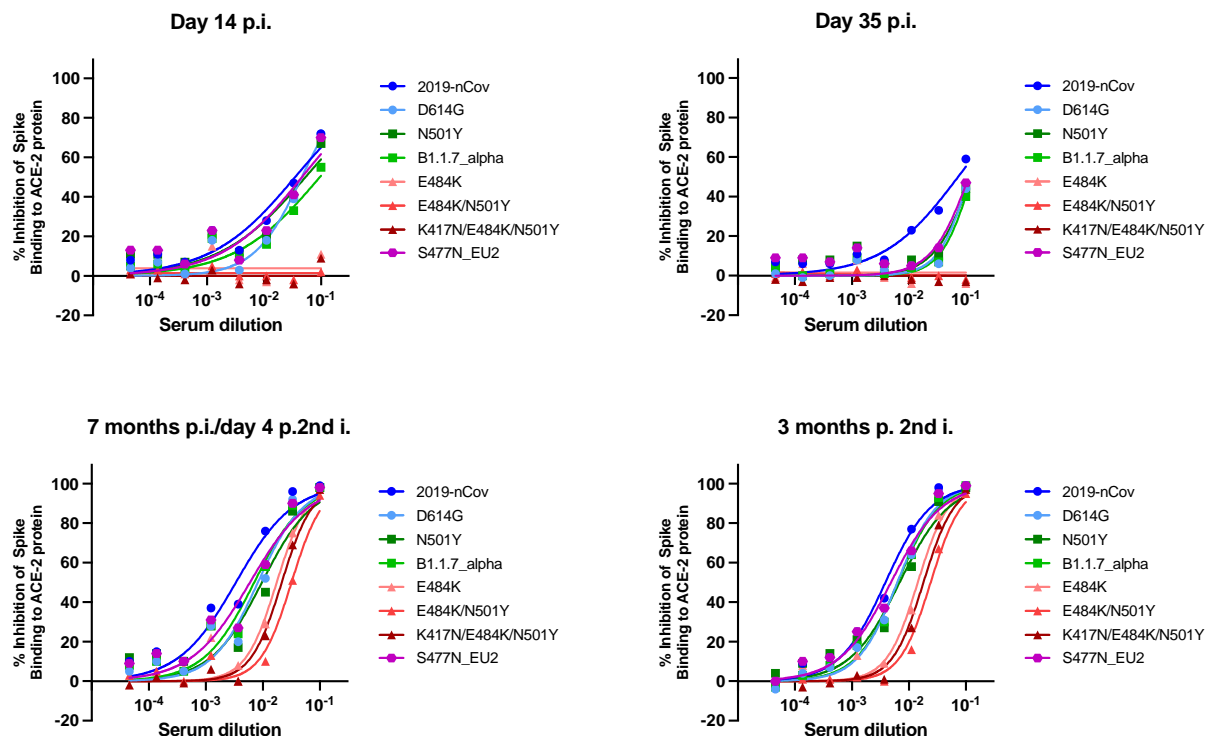 Day 14 p.i.
% Inhibition of Spike
Binding to ACE-2 protein
100
80
60
40
20
0
-20
10-4
10-3
10-2
10-1
Serum dilution
2019-nCov
D614G
N501Y
B1.1.7_alpha
E484K
E484K/N501Y
K417N/E484K/N501Y
S477N_EU2
Day 35 p.i.
% Inhibition of Spike
Binding to ACE-2 protein
100
80
60
40
20
0
-20
10-4
10-3
10-2
10-1
Serum dilution
2019-nCov
D614G
N501Y
B1.1.7_alpha
E484K
E484K/N501Y
K417N/E484K/N501Y
S477N_EU2
7 months p.i./day 4 p.2nd i.
% Inhibition of Spike
Binding to ACE-2 protein
100
80
60
40
20
0
-20
10-4
10-3
10-2
10-1
Serum dilution
2019-nCov
D614G
N501Y
B1.1.7_alpha
E484K
E484K/N501Y
K417N/E484K/N501Y
S477N_EU2
3 months p. 2nd i.
% Inhibition of Spike
Binding to ACE-2 protein
100
80
60
40
20
0
-20
10-4
10-3
10-2
10-1
Serum dilution
2019-nCov
D614G
N501Y
B1.1.7_alpha
E484K
E484K/N501Y
K417N/E484K/N501Y
S477N_EU2